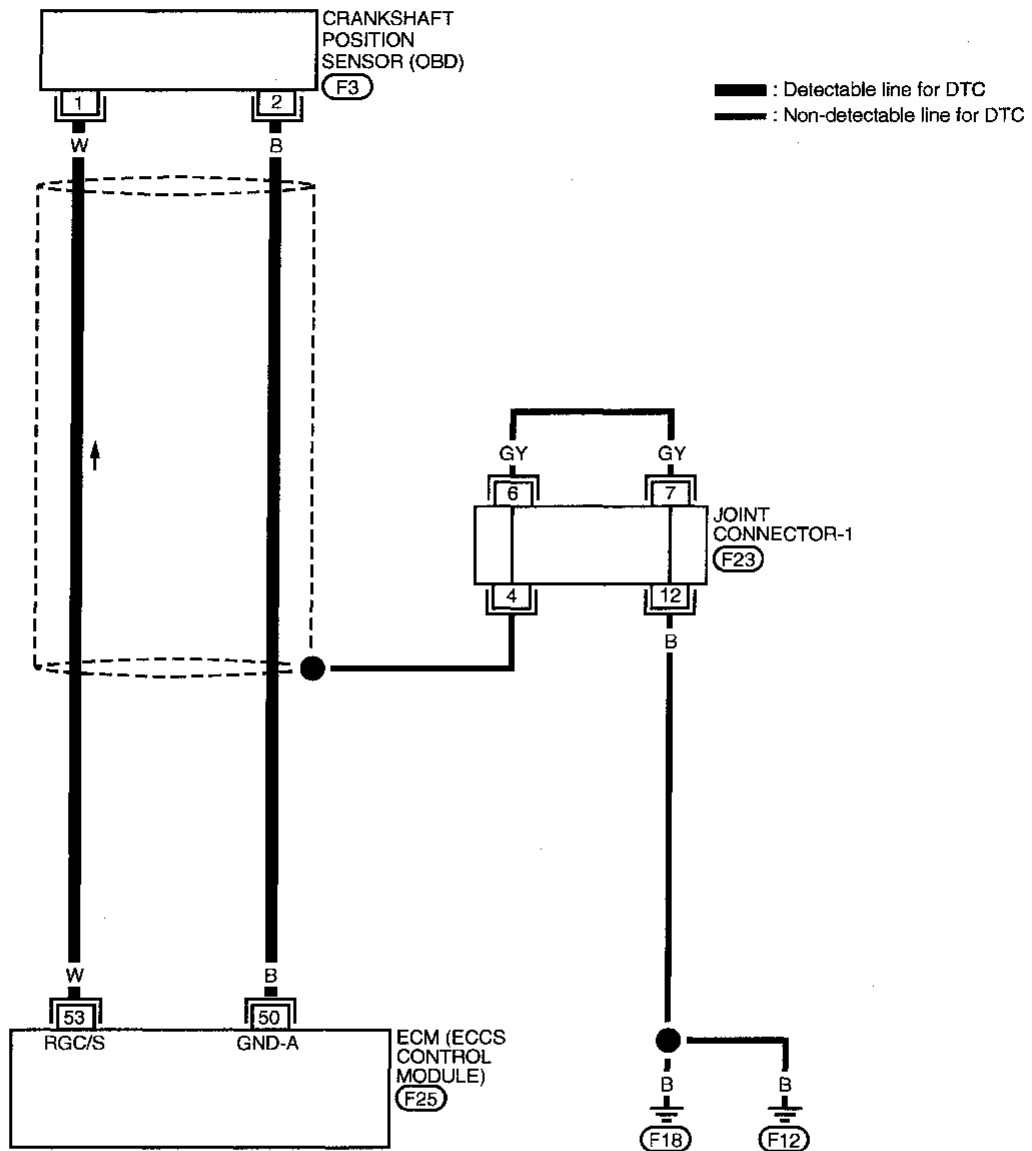 CRANKSHAFT
POSITION
SENSOR (OBD)
F3
1
2
W
B
: Detectable line for DTC
: Non-detectable line for DTC
GY
GY
6
7
JOINT
CONNECTOR-1
F23
4
12
B
W
B
53
50
RGC/S
GND-A
ECM (ECCS
CONTROL
MODULE)
F25
B
B
F18
F12